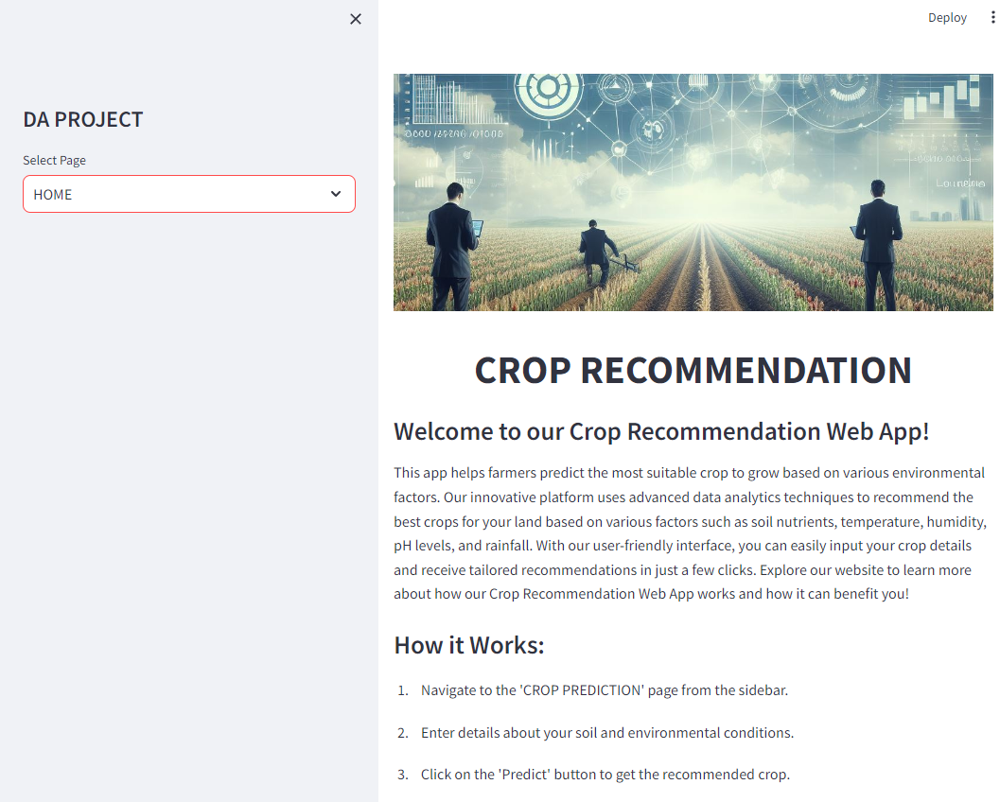 Deploy
DA PROJECT
Select Page
HOME
CROP RECOMMENDATION
Welcome to our Crop Recommendation Web App!
This app helps farmers predict the most suitable crop to grow based on various environmental
factors. Our innovative platform uses advanced data analytics techniques to recommend the
best crops for your land based on various factors such as soil nutrients, temperature, humidity,
pH levels, and rainfall. With our user-friendly interface, you can easily input your crop details
and receive tailored recommendations in just a few clicks. Explore our website to learn more
about how our Crop Recommendation Web App works and how it can benefit you!
How it Works:
1. Navigate to the 'CROP PREDICTION' page from the sidebar.
2. Enter details about your soil and environmental conditions.
3. Click on the 'Predict' button to get the recommended crop.